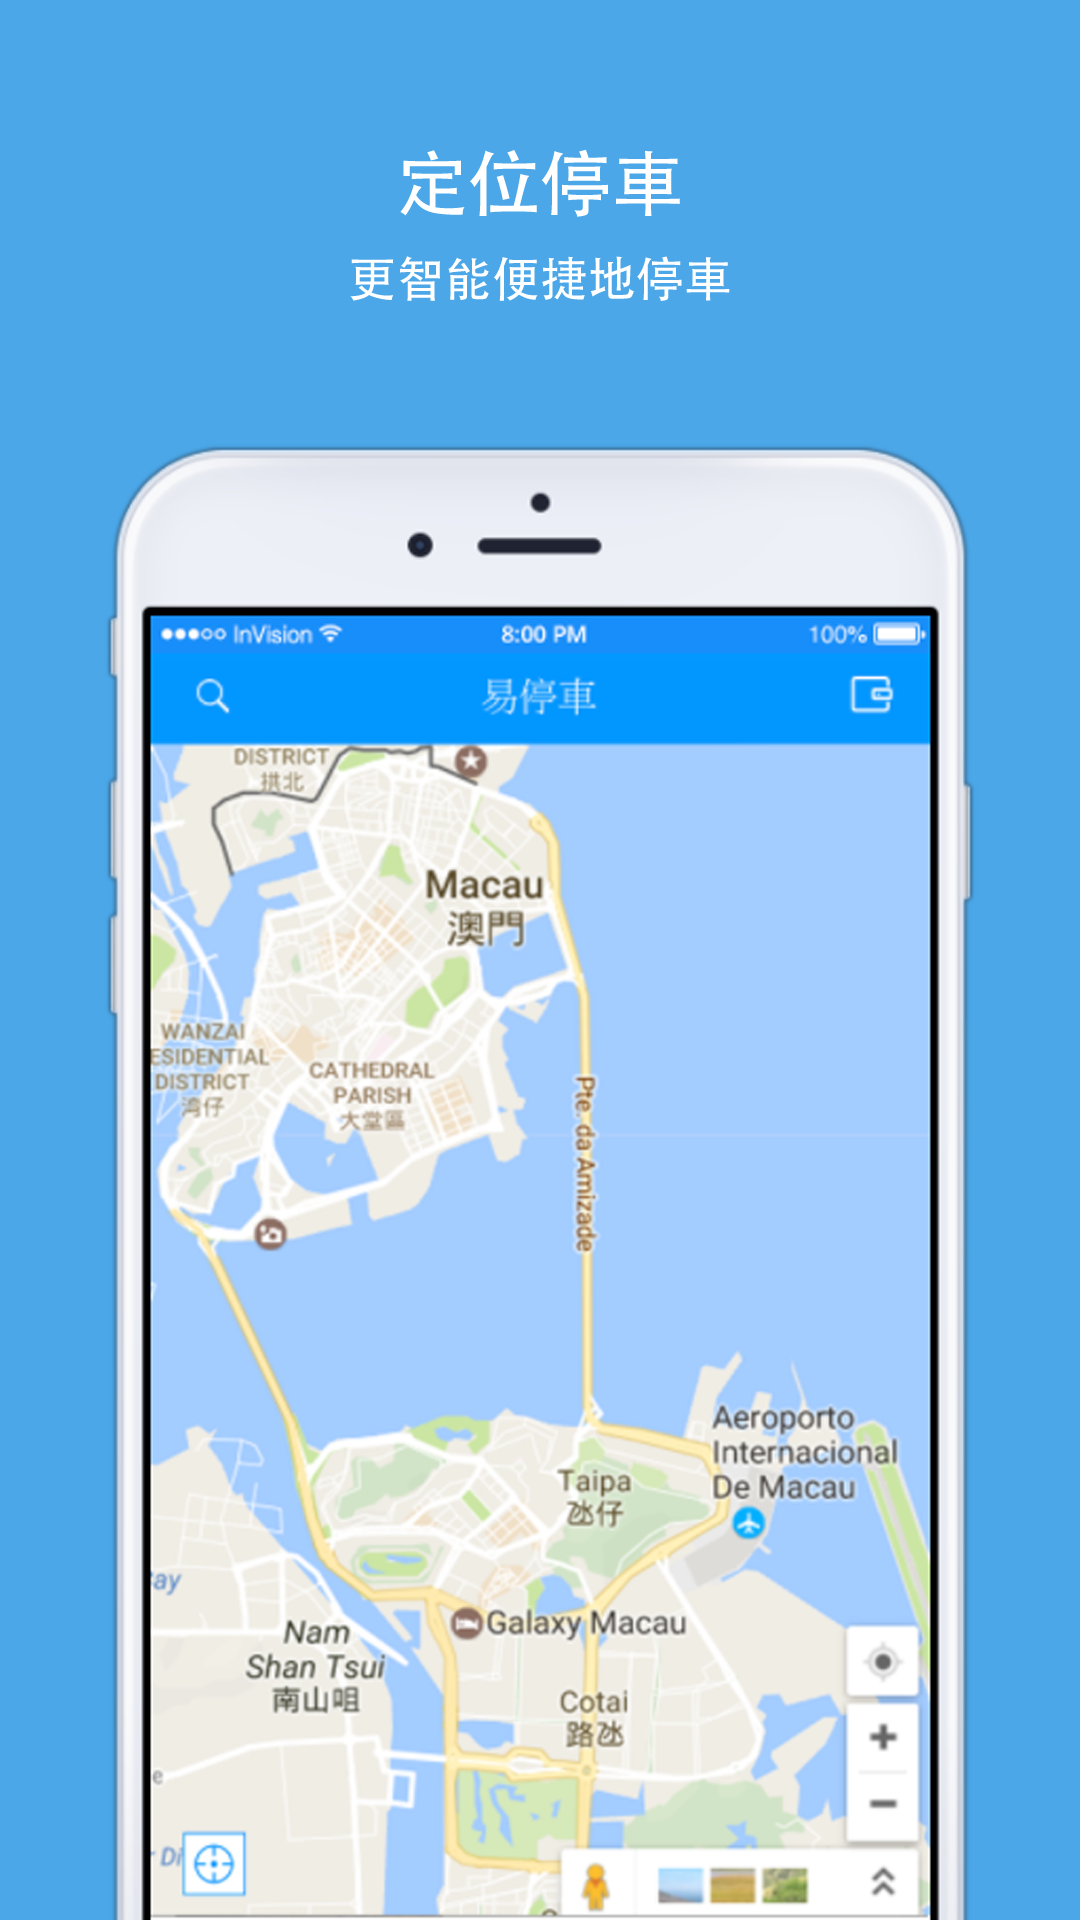 定位停車
更智能便捷地停車
InVision
8:00 PM
100%
易停車
DISTRICT
拱北
Macau
澳門
WANZAI
ESIDENTIAL
DISTRICT
湾仔
CATHEDRAL
PARISH
大堂區
Pte. da Amizade
Aeroporto
Internacional
De Macau
Taipa
氹仔
ay
Galaxy Macau
Nam
Shan Tsui
南山咀
Cotai
路氹
e
r Di